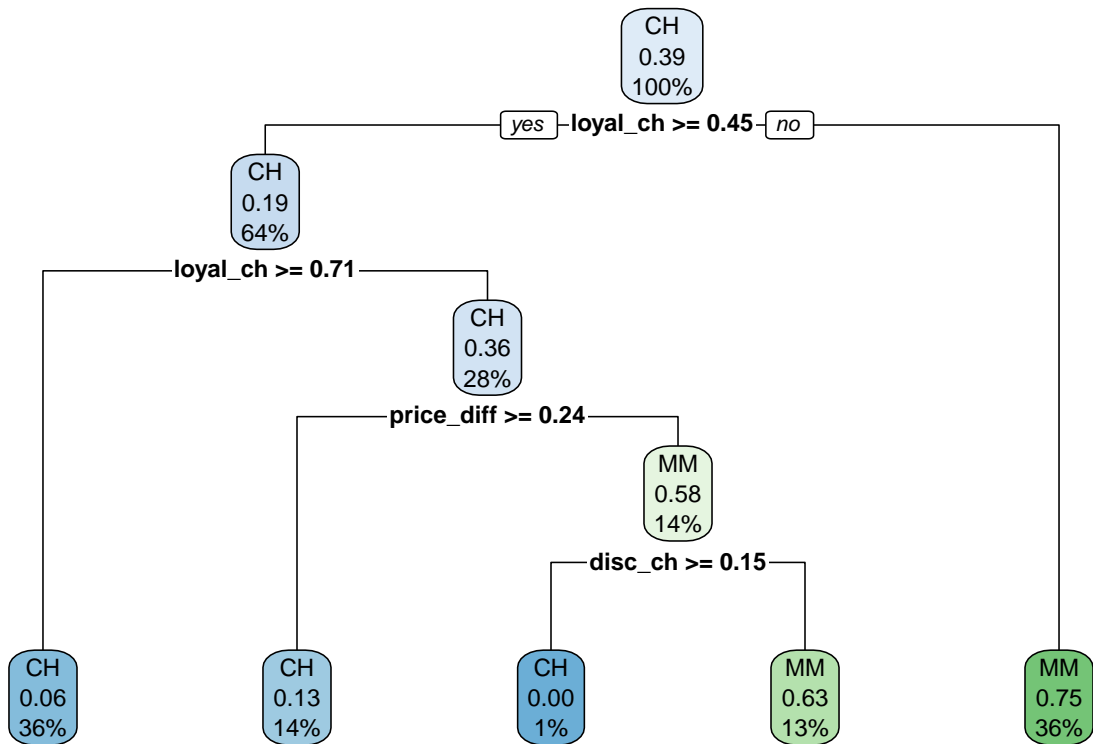 CH
0.39
100%
yes loyal_ch >= 0.45 no
CH
0.19
64%
loyal_ch >= 0.71
CH
0.36
28%
price_diff >= 0.24
MM
0.58
14%
disc_ch >= 0.15
CH
0.06
36%
CH
0.13
14%
CH
0.00
1%
MM
0.63
13%
MM
0.75
36%